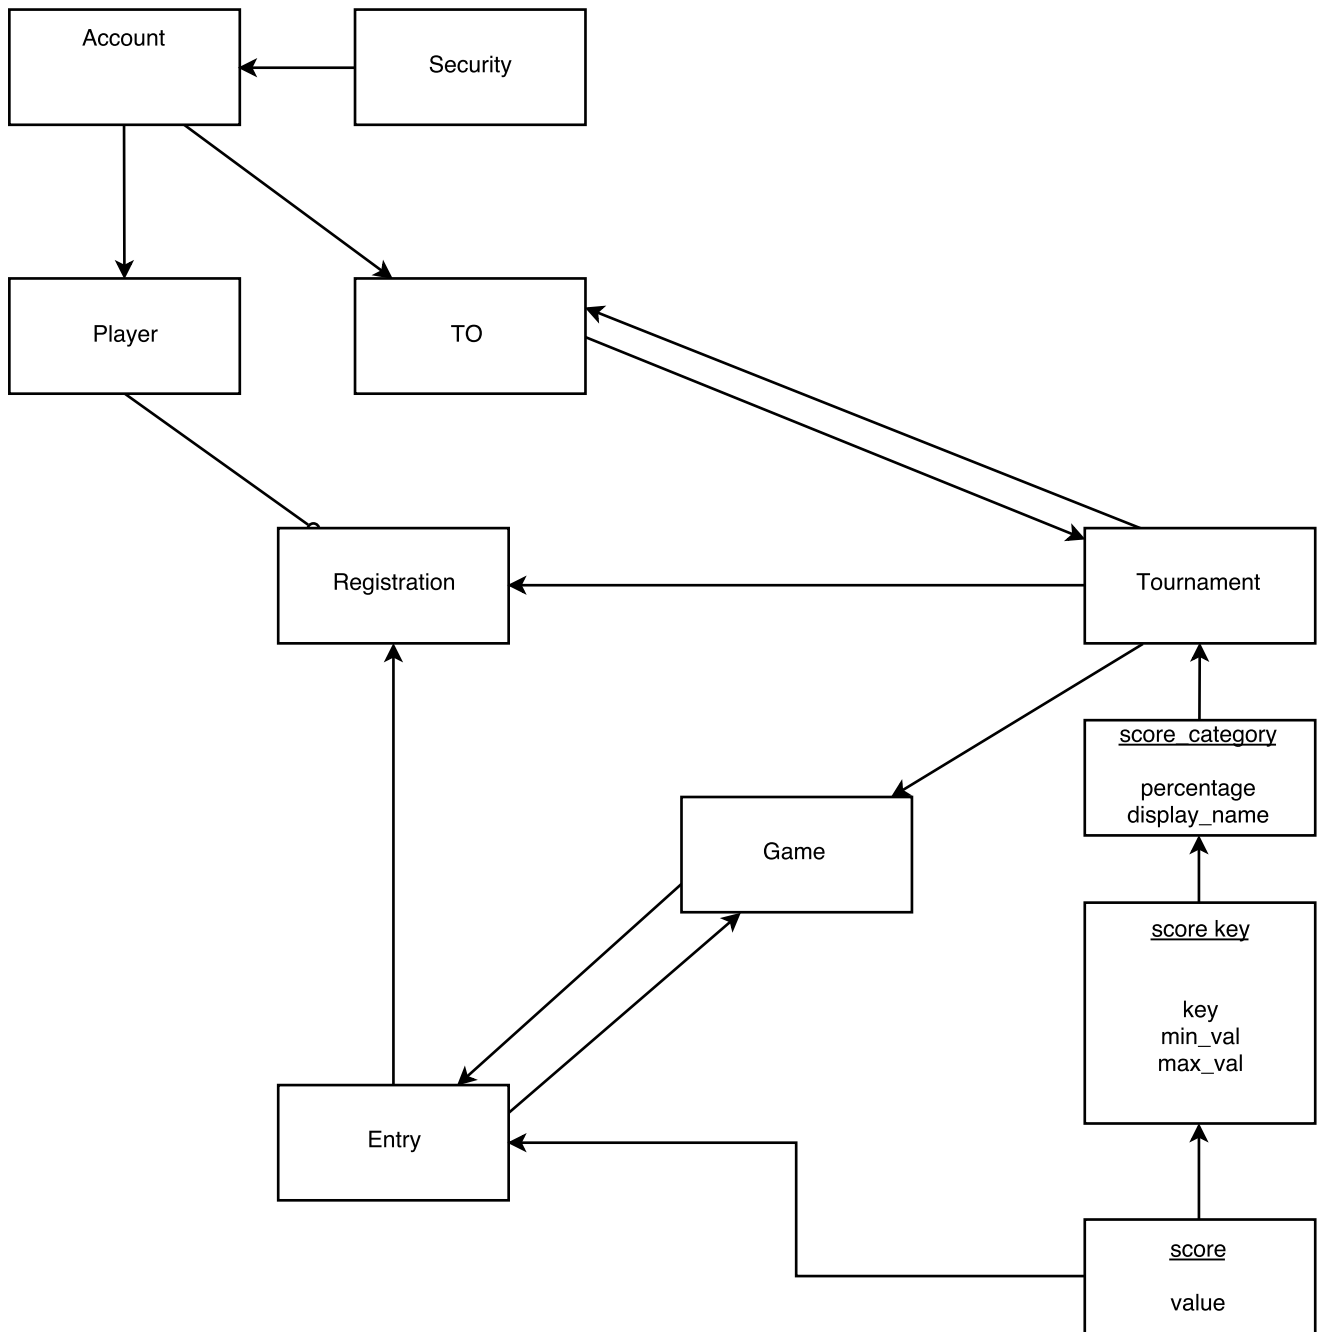 Account
Security
Player
TO
Registration
Tournament
score_category
percentage
display_name
Game
score key
key
min_val
max_val
Entry
score
value